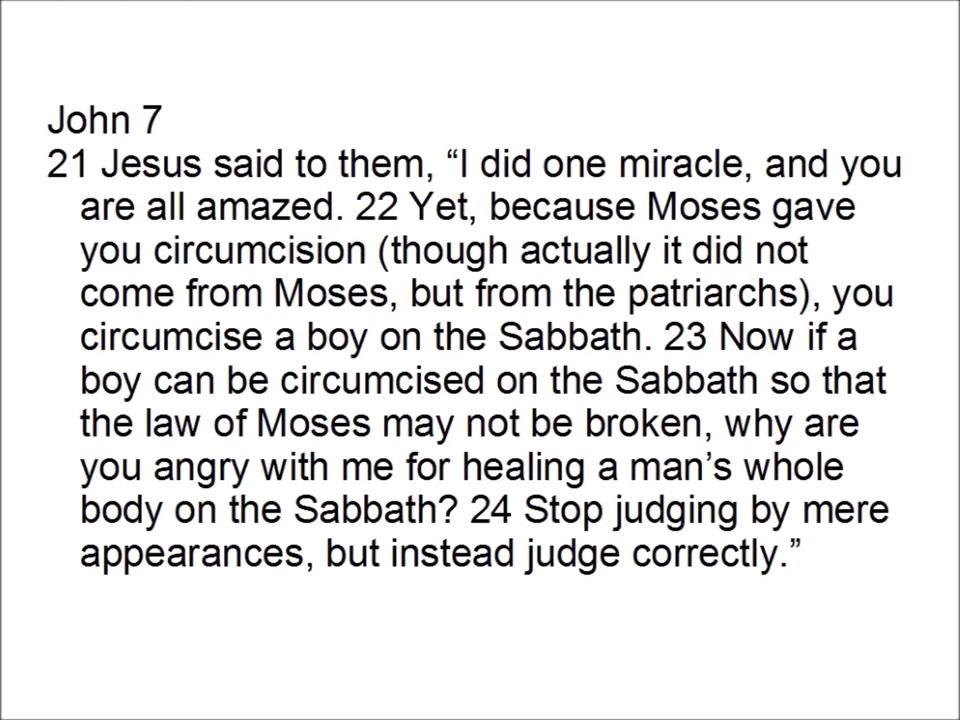 John 7
21 Jesus said to them, “I did one miracle, and you
are all amazed. 22 Yet, because Moses gave
you circumcision (though actually it did not
come from Moses, but from the patriarchs), you
circumcise a boy on the Sabbath. 23 Now if a
boy can be circumcised on the Sabbath so that
the law of Moses may not be broken, why are
you angry with me for healing a man’s whole
body on the Sabbath? 24 Stop judging by mere
appearances, but instead judge correctly.”